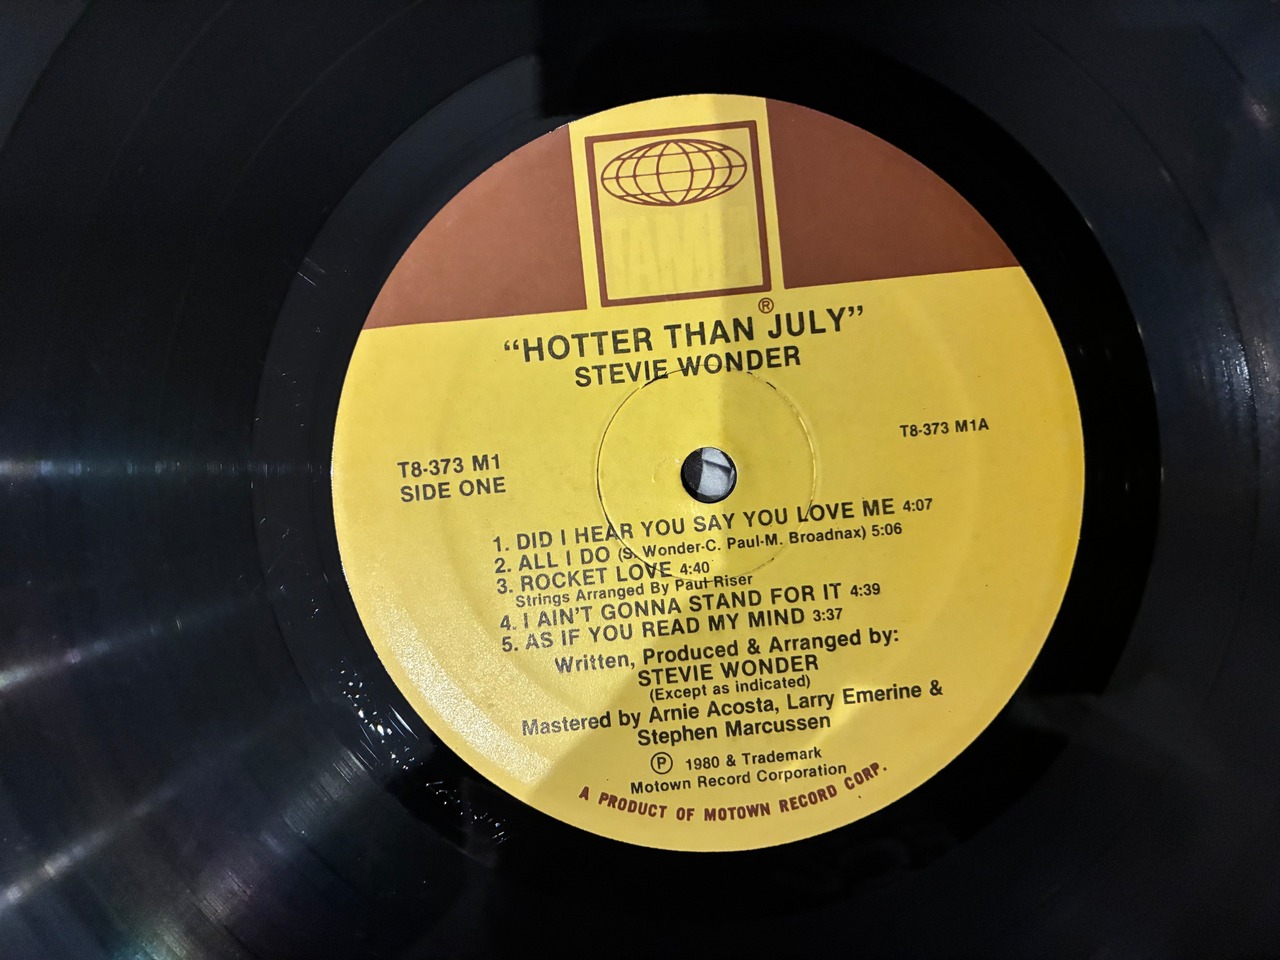 TAMLA
®
“HOTTER THAN JULY”
STEVIE WONDER
T8-373 M1A
T8-373 M1
SIDE ONE
1. DID I HEAR YOU SAY YOU LOVE ME 4:07
2. ALL I DO (S. Wonder-C. Paul-M. Broadnax) 5:06
3. ROCKET LOVE 4:40
Strings Arranged By Paul Riser
4. I AIN'T GONNA STAND FOR IT 4:39
5. AS IF YOU READ MY MIND 3:37
Written, Produced & Arranged by:
STEVIE WONDER
(Except as indicated)
Mastered by Arnie Acosta, Larry Emerine &
Stephen Marcussen
Ⓟ 1980 & Trademark
Motown Record Corporation
A PRODUCT OF MOTOWN RECORD CORP.